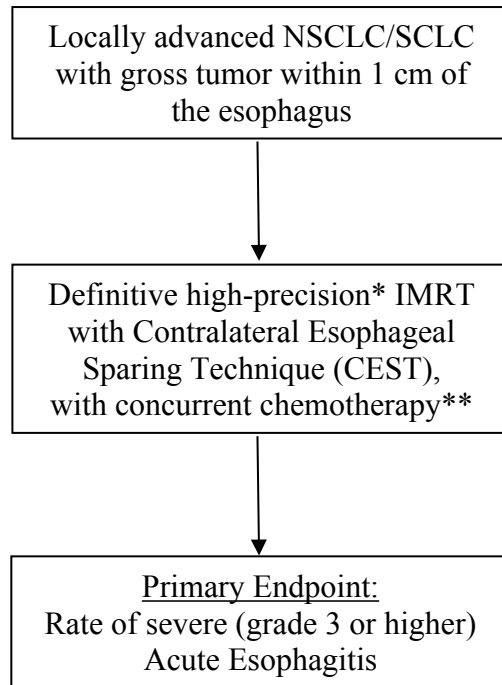 Locally advanced NSCLC/SCLC
with gross tumor within 1 cm of
the esophagus
Definitive high-precision* IMRT
with Contralateral Esophageal
Sparing Technique (CEST),
with concurrent chemotherapy**
Primary Endpoint:
Rate of severe (grade 3 or higher)
Acute Esophagitis